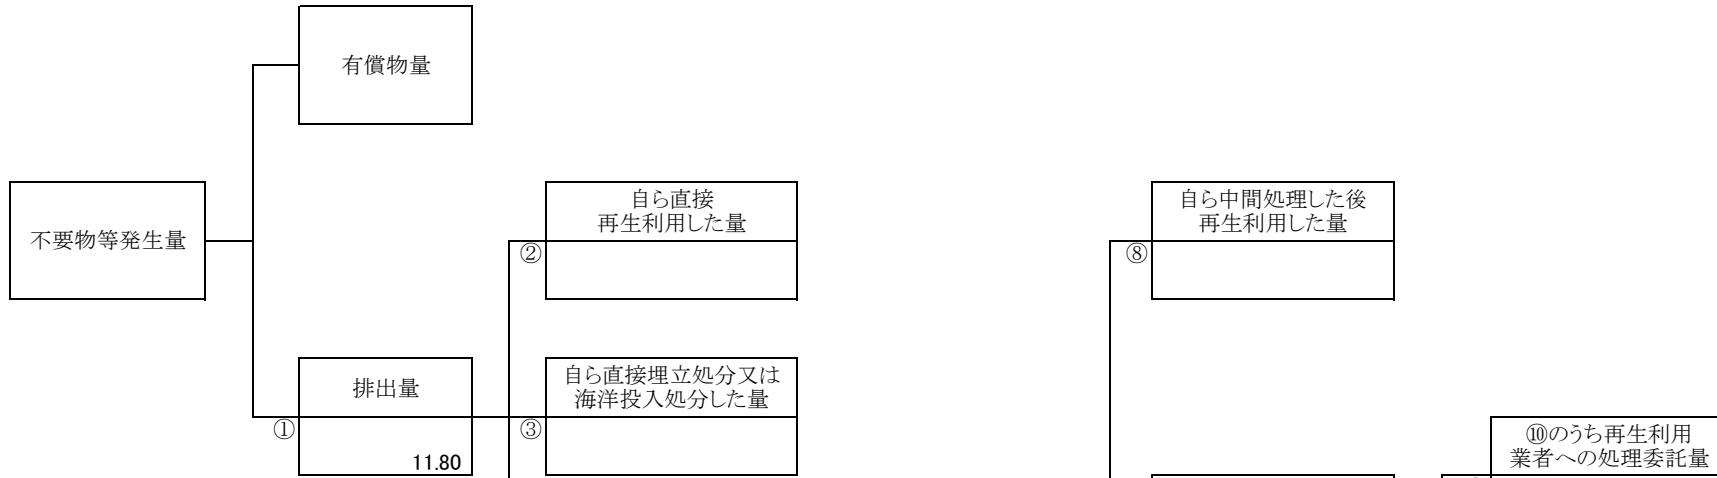 有償物量
不要物等発生量
自ら直接
再生利用した量
②
自ら中間処理した後
再生利用した量
⑧
排出量
①
11.80
自ら直接埋立処分又は
海洋投入処分した量
③
⑩のうち再生利用
業者への処理委託量